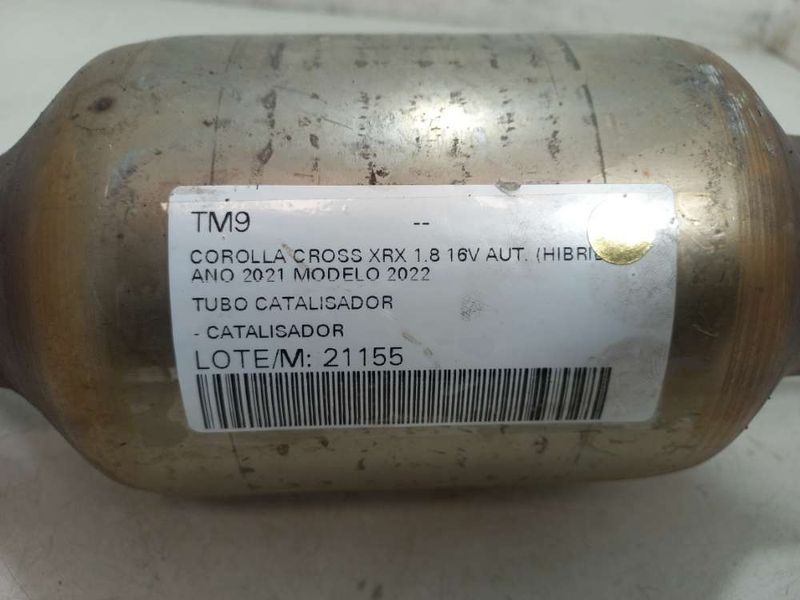 TM9 --
COROLLA CROSS XRX 1.8 16V AUT. (HIBRI
ANO 2021 MODELO 2022
TUBO CATALISADOR
- CATALISADOR
LOTE/M: 21155